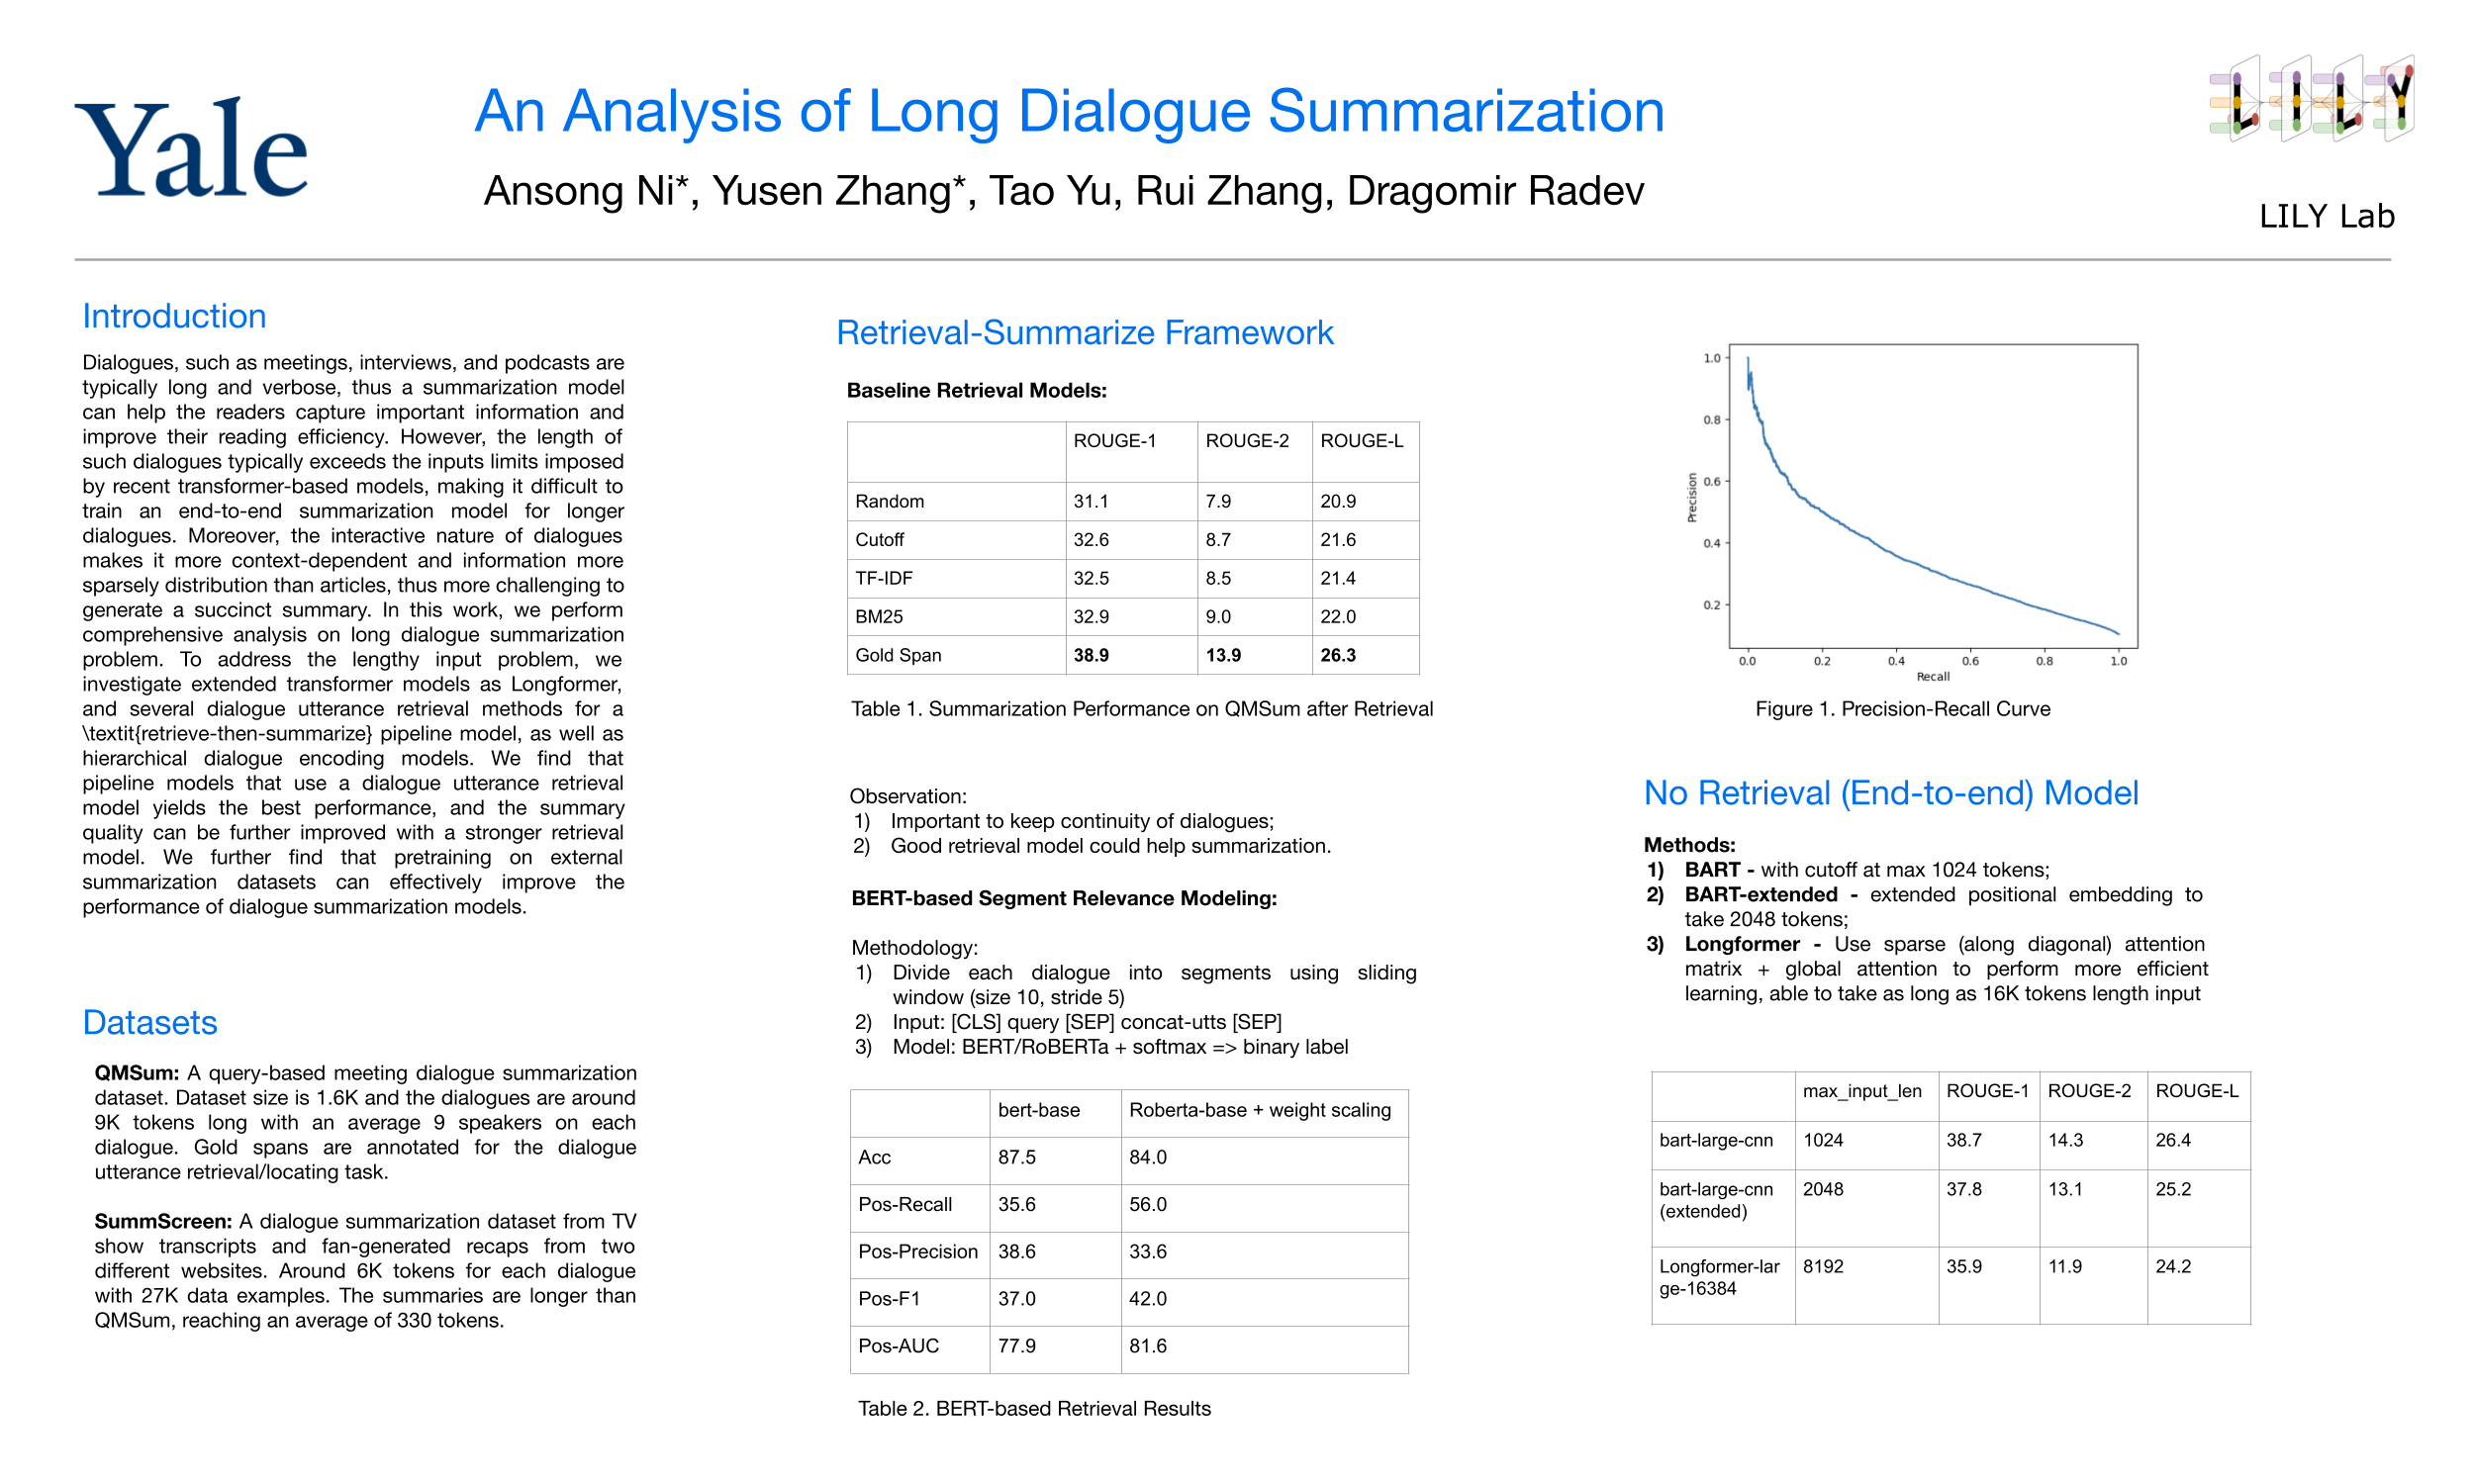 Yale
An Analysis of Long Dialogue Summarization
Ansong Ni*, Yusen Zhang*, Tao Yu, Rui Zhang, Dragomir Radev
LILY
LILY Lab
Introduction
Dialogues, such as meetings, interviews, and podcasts are
typically long and verbose, thus a summarization model
can help the readers capture important information and
improve their reading efficiency. However, the length of
such dialogues typically exceeds the inputs limits imposed
by recent transformer-based models, making it difficult to
train an end-to-end summarization model for longer
dialogues. Moreover, the interactive nature of dialogues
makes it more context-dependent and information more
sparsely distribution than articles, thus more challenging to
generate a succinct summary. In this work, we perform
comprehensive analysis on long dialogue summarization
problem. To address the lengthy input problem, we
investigate extended transformer models as Longformer,
and several dialogue utterance retrieval methods for a
\textit{retrieve-then-summarize} pipeline model, as well as
hierarchical dialogue encoding models. We find that
pipeline models that use a dialogue utterance retrieval
model yields the best performance, and the summary
quality can be further improved with a stronger retrieval
model. We further find that pretraining on external
summarization datasets can effectively improve the
performance of dialogue summarization models.
Datasets
QMSum: A query-based meeting dialogue summarization
dataset. Dataset size is 1.6K and the dialogues are around
9K tokens long with an average 9 speakers on each
dialogue. Gold spans are annotated for the dialogue
utterance retrieval/locating task.
SummScreen: A dialogue summarization dataset from TV
show transcripts and fan-generated recaps from two
different websites. Around 6K tokens for each dialogue
with 27K data examples. The summaries are longer than
QMSum, reaching an average of 330 tokens.
Retrieval-Summarize Framework
Baseline Retrieval Models:
ROUGE-1 ROUGE-2 ROUGE-L
Random 31.1 7.9 20.9
Cutoff 32.6 8.7 21.6
TF-IDF 32.5 8.5 21.4
BM25 32.9 9.0 22.0
Gold Span 38.9 13.9 26.3
Table 1. Summarization Performance on QMSum after Retrieval
Observation:
1) Important to keep continuity of dialogues;
2) Good retrieval model could help summarization.
BERT-based Segment Relevance Modeling:
Methodology:
1) Divide each dialogue into segments using sliding
window (size 10, stride 5)
2) Input: [CLS] query [SEP] concat-utts [SEP]
3) Model: BERT/RoBERTa + softmax => binary label
bert-base Roberta-base + weight scaling
Acc 87.5 84.0
Pos-Recall 35.6 56.0
Pos-Precision 38.6 33.6
Pos-F1 37.0 42.0
Pos-AUC 77.9 81.6
Table 2. BERT-based Retrieval Results
Precision
1.0
0.8
0.6
0.4
0.2
0.0 0.2 0.4 0.6 0.8 1.0
Recall
Figure 1. Precision-Recall Curve
No Retrieval (End-to-end) Model
Methods:
1) BART - with cutoff at max 1024 tokens;
2) BART-extended - extended positional embedding to
take 2048 tokens;
3) Longformer - Use sparse (along diagonal) attention
matrix + global attention to perform more efficient
learning, able to take as long as 16K tokens length input
max_input_len ROUGE-1 ROUGE-2 ROUGE-L
bart-large-cnn 1024 38.7 14.3 26.4
bart-large-cnn 2048 37.8 13.1 25.2
(extended)
Longformer-lar 8192 35.9 11.9 24.2
ge-16384